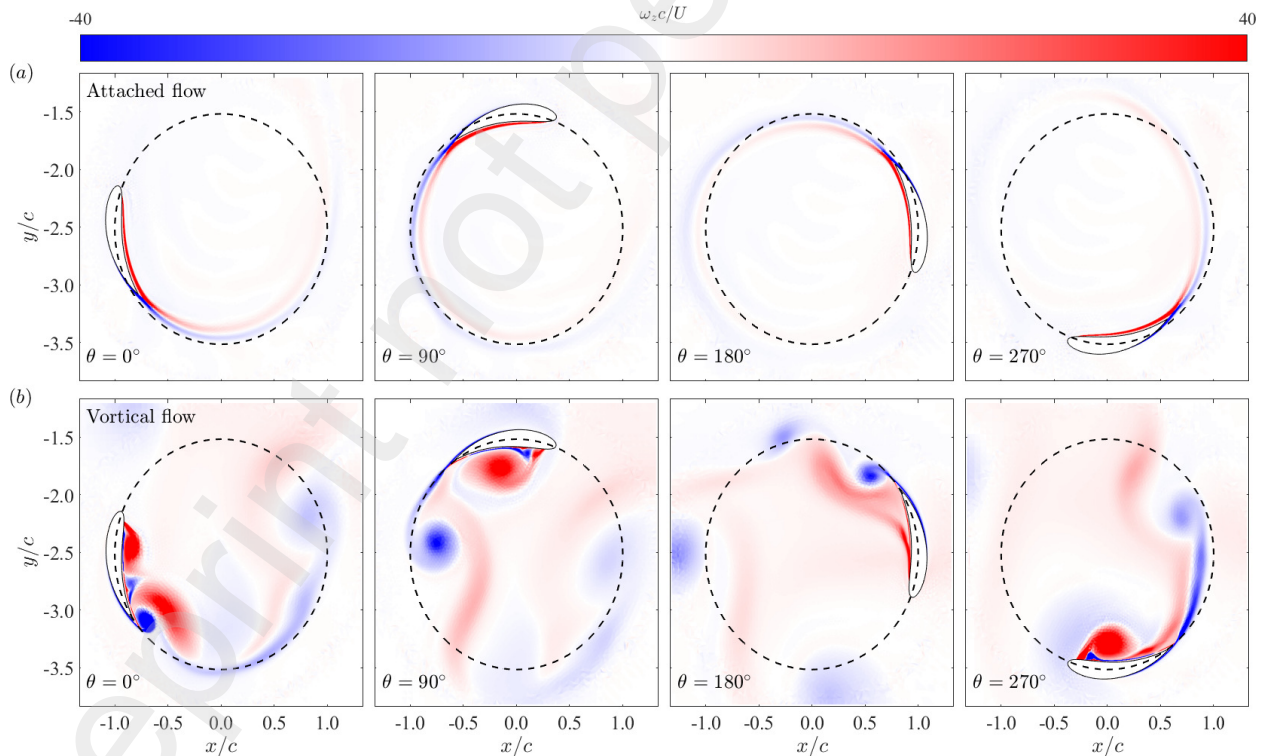 -40 ω_z c/U 40
(a)
Attached flow
-1.5
-2.0
y/c
-2.5
-3.0
-3.5
θ = 0° θ = 90° θ = 180° θ = 270°
(b)
Vortical flow
-1.5
-2.0
y/c
-2.5
-3.0
-3.5
θ = 0° θ = 90° θ = 180° θ = 270°
-1.0 -0.5 0.0 0.5 1.0 -1.0 -0.5 0.0 0.5 1.0 -1.0 -0.5 0.0 0.5 1.0 -1.0 -0.5 0.0 0.5 1.0
x/c x/c x/c x/c
eprint not pe